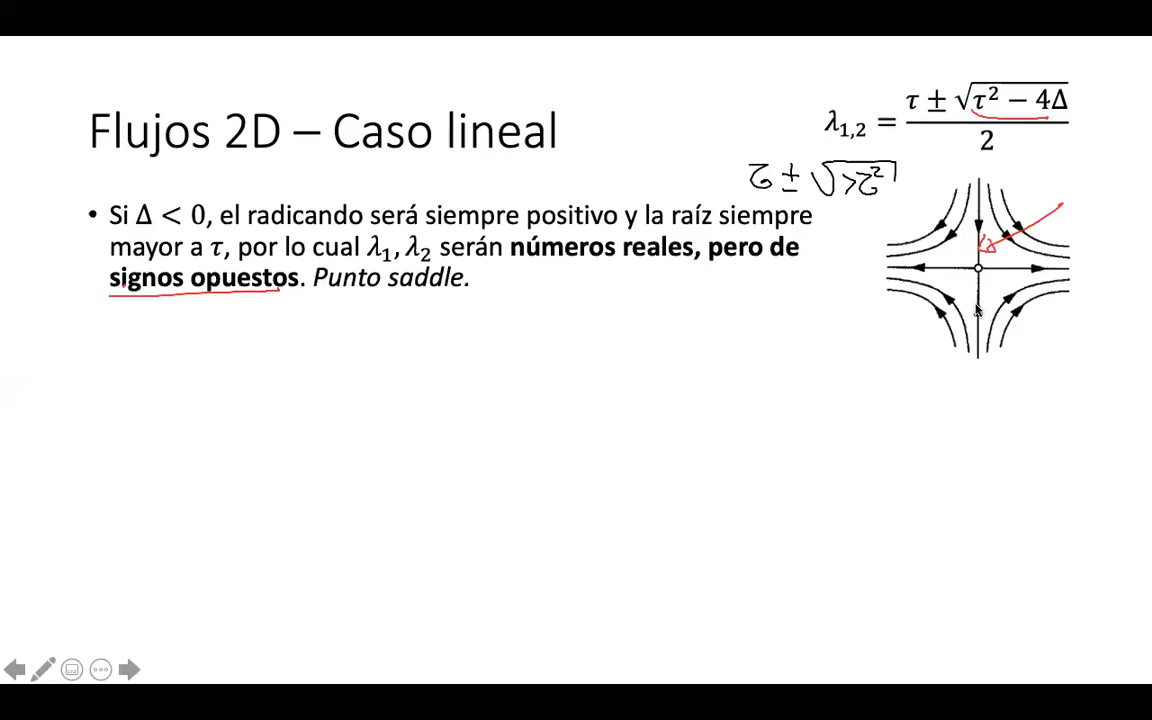 Flujos 2D – Caso lineal
λ₁,₂ = (τ ± √(τ² − 4Δ)) / 2
τ ± √(>τ²)
• Si Δ < 0, el radicando será siempre positivo y la raíz siempre
mayor a τ, por lo cual λ₁, λ₂ serán números reales, pero de
signos opuestos. Punto saddle.